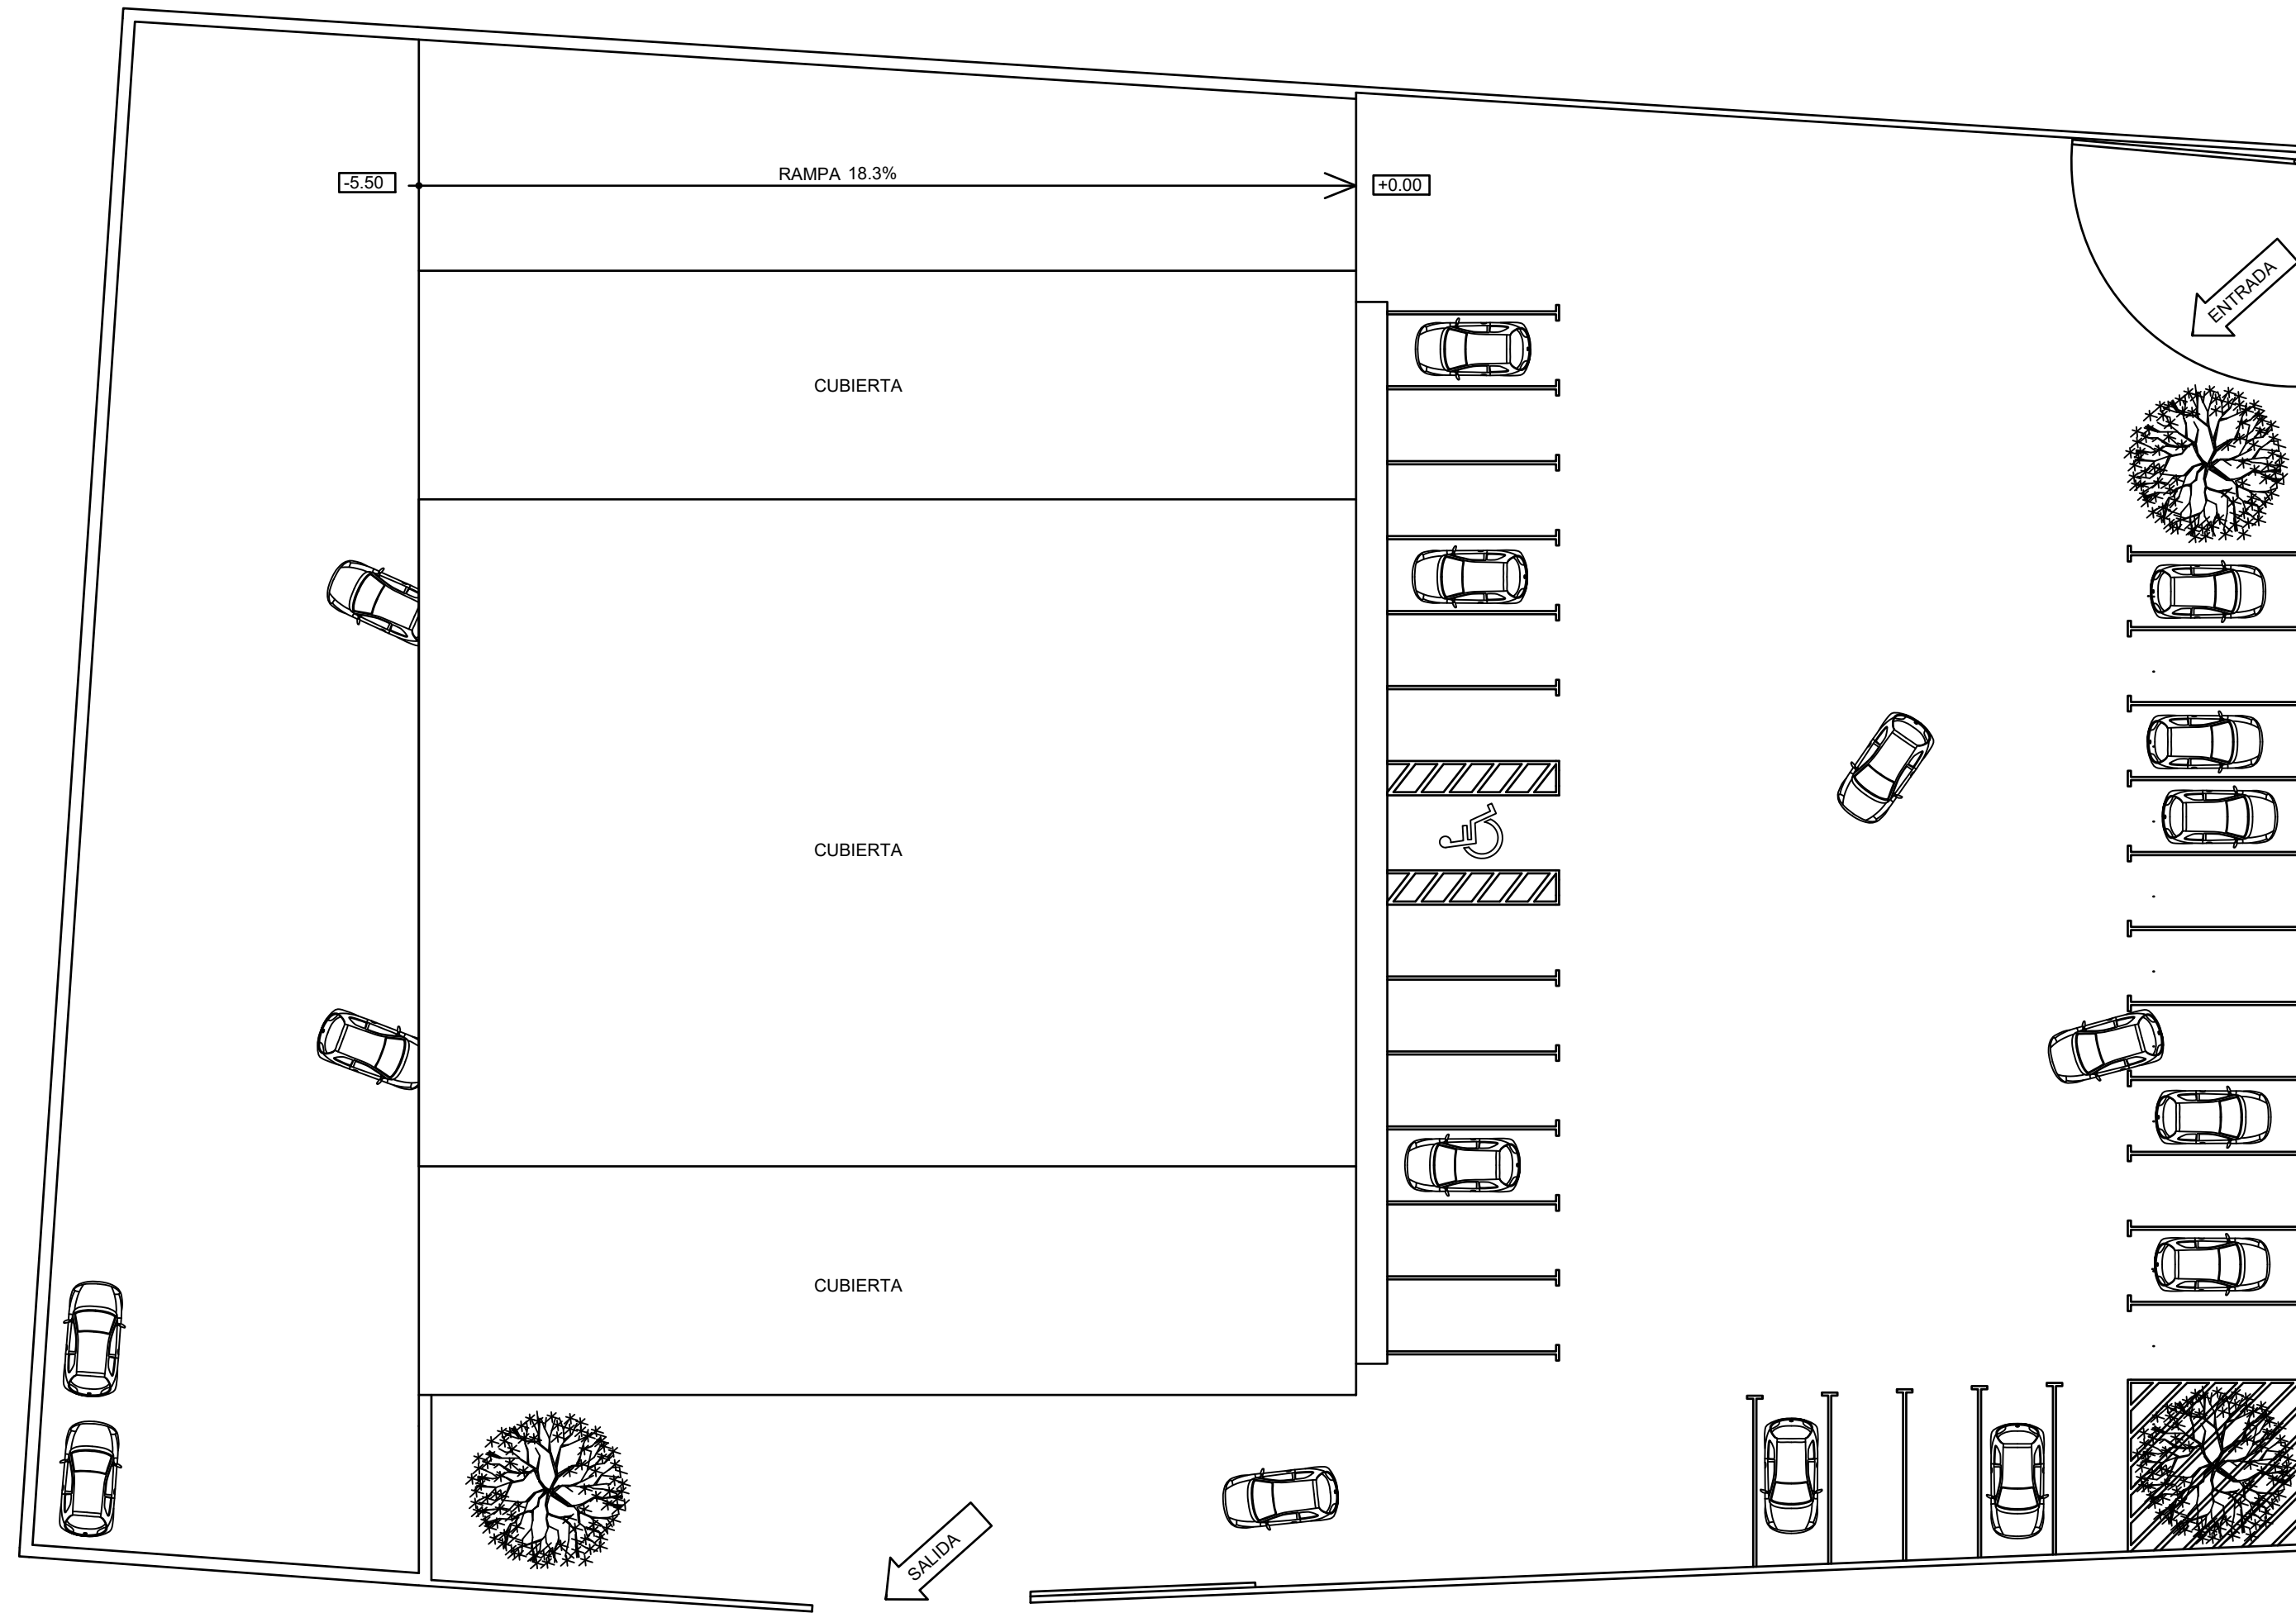 RAMPA 18.3%
-5.50
+0.00
ENTRADA
CUBIERTA
CUBIERTA
CUBIERTA
SALIDA